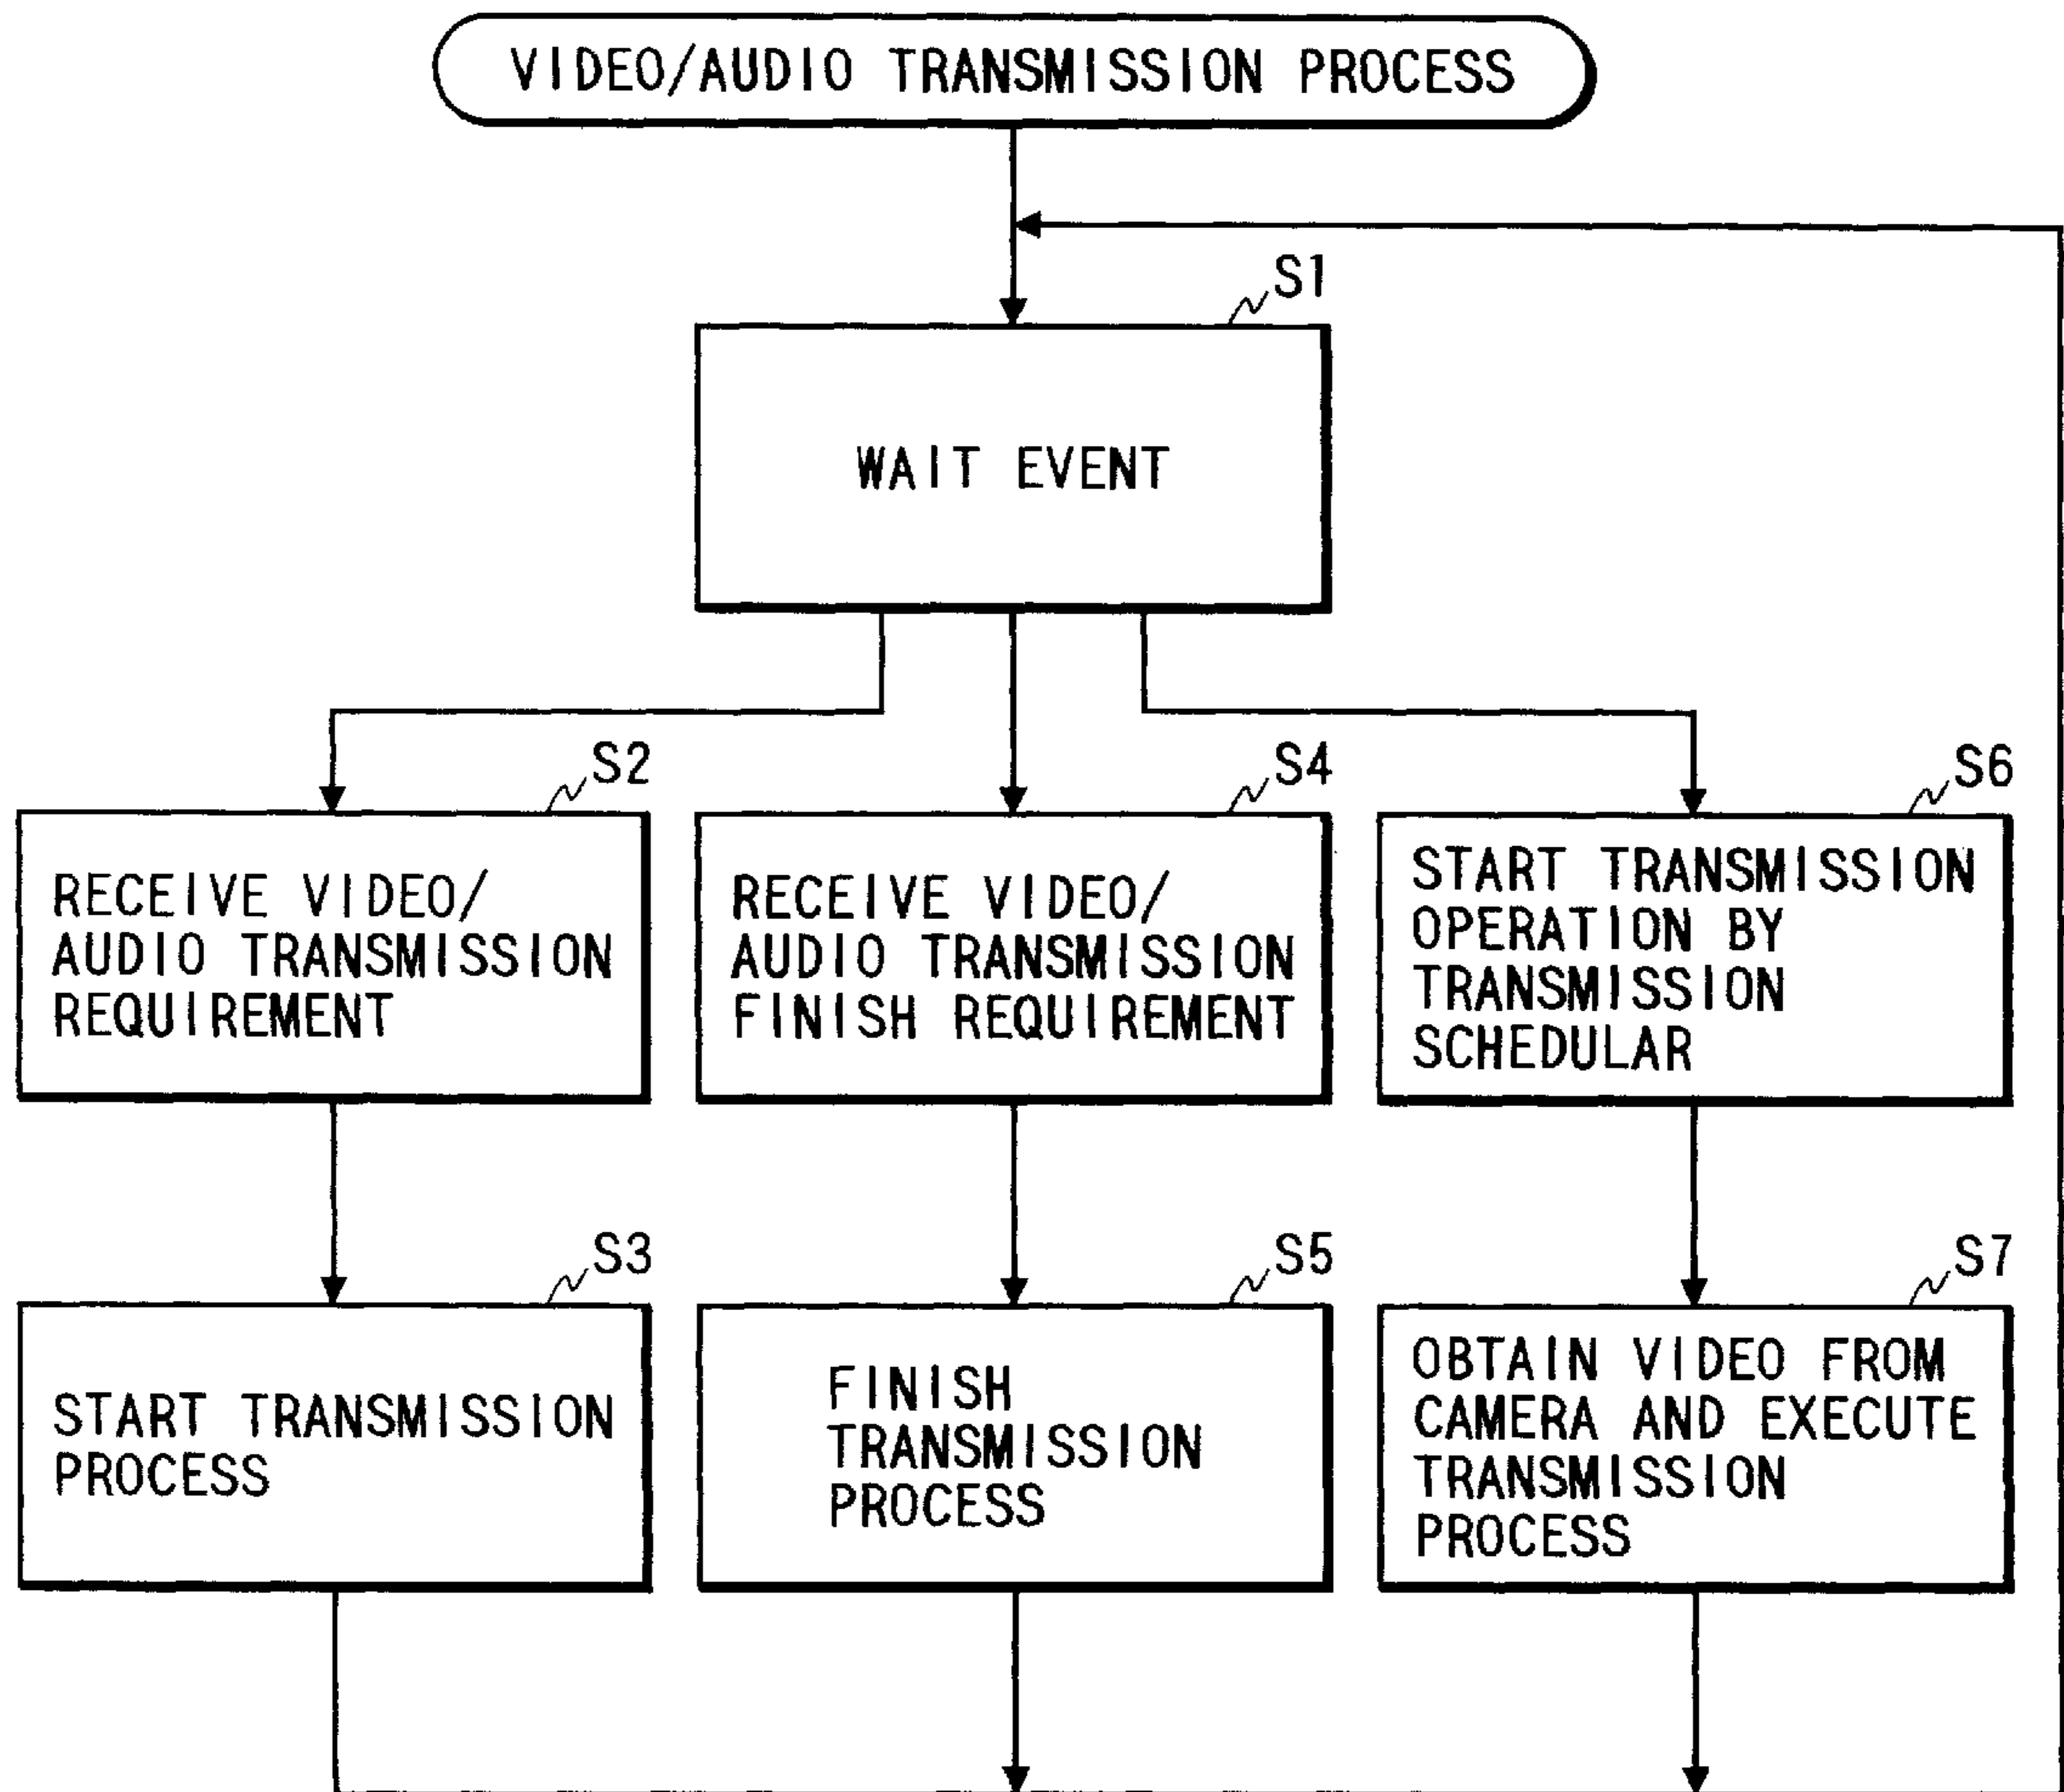 VIDEO/AUDIO TRANSMISSION PROCESS
S1
WAIT EVENT
S2
RECEIVE VIDEO/
AUDIO TRANSMISSION
REQUIREMENT
S4
RECEIVE VIDEO/
AUDIO TRANSMISSION
FINISH REQUIREMENT
S6
START TRANSMISSION
OPERATION BY
TRANSMISSION
SCHEDULAR
S3
START TRANSMISSION
PROCESS
S5
FINISH
TRANSMISSION
PROCESS
S7
OBTAIN VIDEO FROM
CAMERA AND EXECUTE
TRANSMISSION
PROCESS